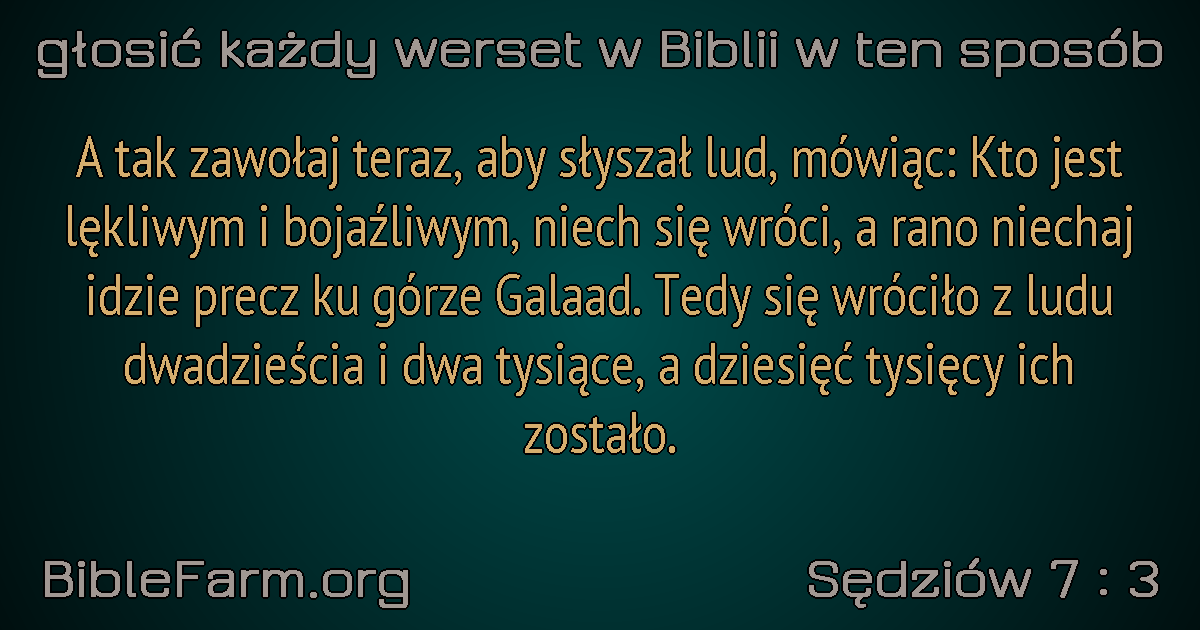 głosić każdy werset w Biblii w ten sposób
A tak zawołaj teraz, aby słyszał lud, mówiąc: Kto jest
lękliwym i bojaźliwym, niech się wróci, a rano niechaj
idzie precz ku górze Galaad. Tedy się wróciło z ludu
dwadzieścia i dwa tysiące, a dziesięć tysięcy ich
zostało.
BibleFarm.org
Sędziów 7 : 3